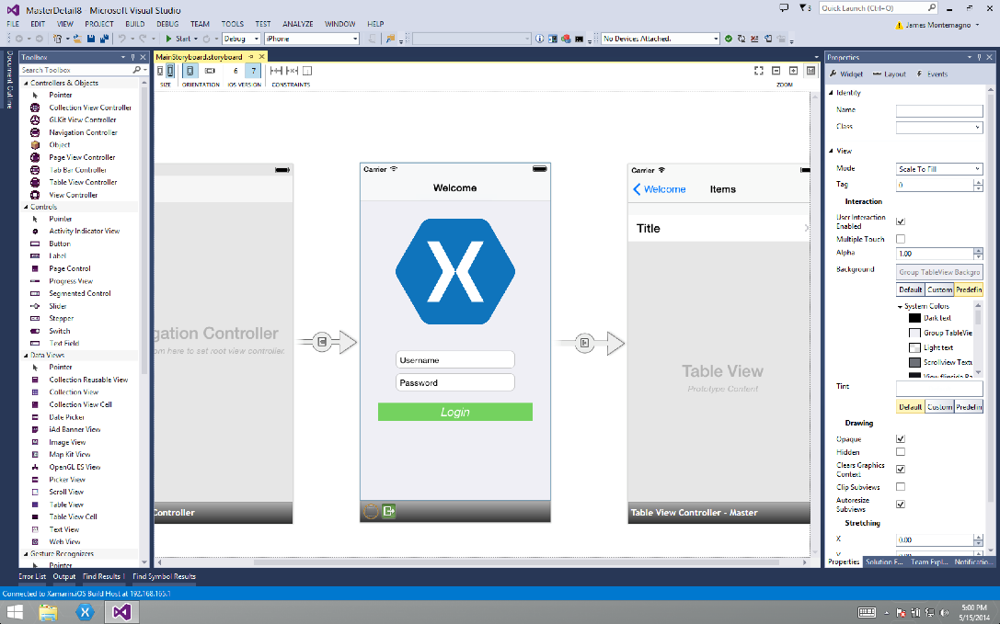 MasterDetail8 - Microsoft Visual Studio
5
Quick Launch (Ctrl+Q)
FILE EDIT VIEW PROJECT BUILD DEBUG TEAM TOOLS TEST ANALYZE WINDOW HELP
James Montemagno
Start Debug iPhone No Devices Attached.
Document Outline
Toolbox
Search Toolbox
Controllers & Objects
Pointer
Collection View Controller
GLKit View Controller
Navigation Controller
Object
Page View Controller
Tab Bar Controller
Table View Controller
View Controller
Controls
Pointer
Activity Indicator View
Button
Label
Page Control
Progress View
Segmented Control
Slider
Stepper
Switch
Text Field
Data Views
Pointer
Collection Reusable View
Collection View
Collection View Cell
Date Picker
iAd Banner View
Image View
Map Kit View
OpenGL ES View
Picker View
Scroll View
Table View
Table View Cell
Text View
Web View
Gesture Recognizers
Pointer
MainStoryboard.storyboard
6 7
SIZE ORIENTATION IOS VERSION CONSTRAINTS ZOOM
gation Controller
om here to set root view controller.
Controller
Carrier
Welcome
Username
Password
Login
Carrier
Welcome Items
Title
Table View
Prototype Content
Table View Controller - Master
Properties
Widget Layout Events
Identity
Name
Class
View
Mode Scale To Fill
Tag 0
Interaction
User Interaction
Enabled
Multiple Touch
Alpha 1.00
Background Group TableView Backgro
Default Custom Predefin
System Colors
Dark text
Group TableVie
Light text
Scrollview Textu
View flipside Ba
Tint
Default Custom Predefin
Drawing
Opaque
Hidden
Clears Graphics
Context
Clip Subviews
Autoresize
Subviews
Stretching
X 0.00
Properties Solution E... Team Expl... Notificatio...
Error List Output Find Results 1 Find Symbol Results
Connected to Xamarin.iOS Build Host at 192.168.165.1
5:00 PM
5/15/2014